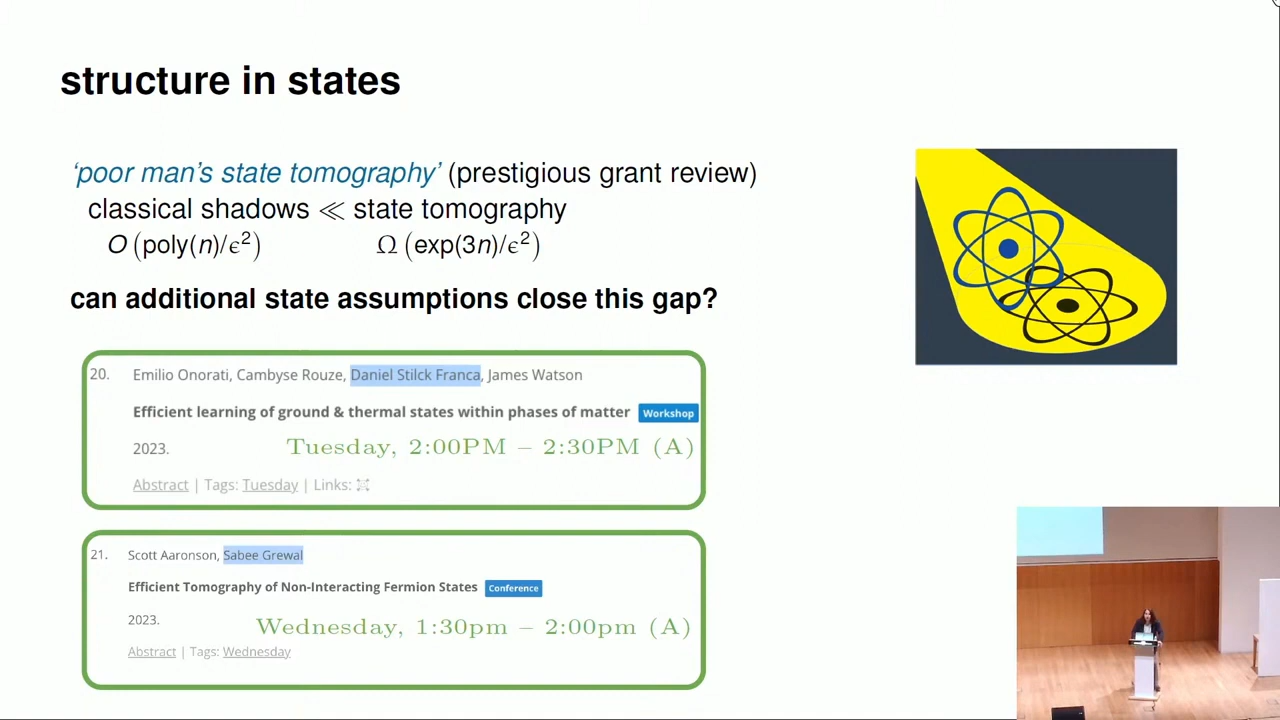 structure in states
‘poor man’s state tomography’ (prestigious grant review)
classical shadows ≪ state tomography
O (poly(n)/ϵ²) Ω (exp(3n)/ϵ²)
can additional state assumptions close this gap?
20. Emilio Onorati, Cambyse Rouze, Daniel Stilck Franca, James Watson
Efficient learning of ground & thermal states within phases of matter Workshop
2023. Tuesday, 2:00PM – 2:30PM (A)
Abstract | Tags: Tuesday | Links:
21. Scott Aaronson, Sabee Grewal
Efficient Tomography of Non-Interacting Fermion States Conference
2023. Wednesday, 1:30pm – 2:00pm (A)
Abstract | Tags: Wednesday